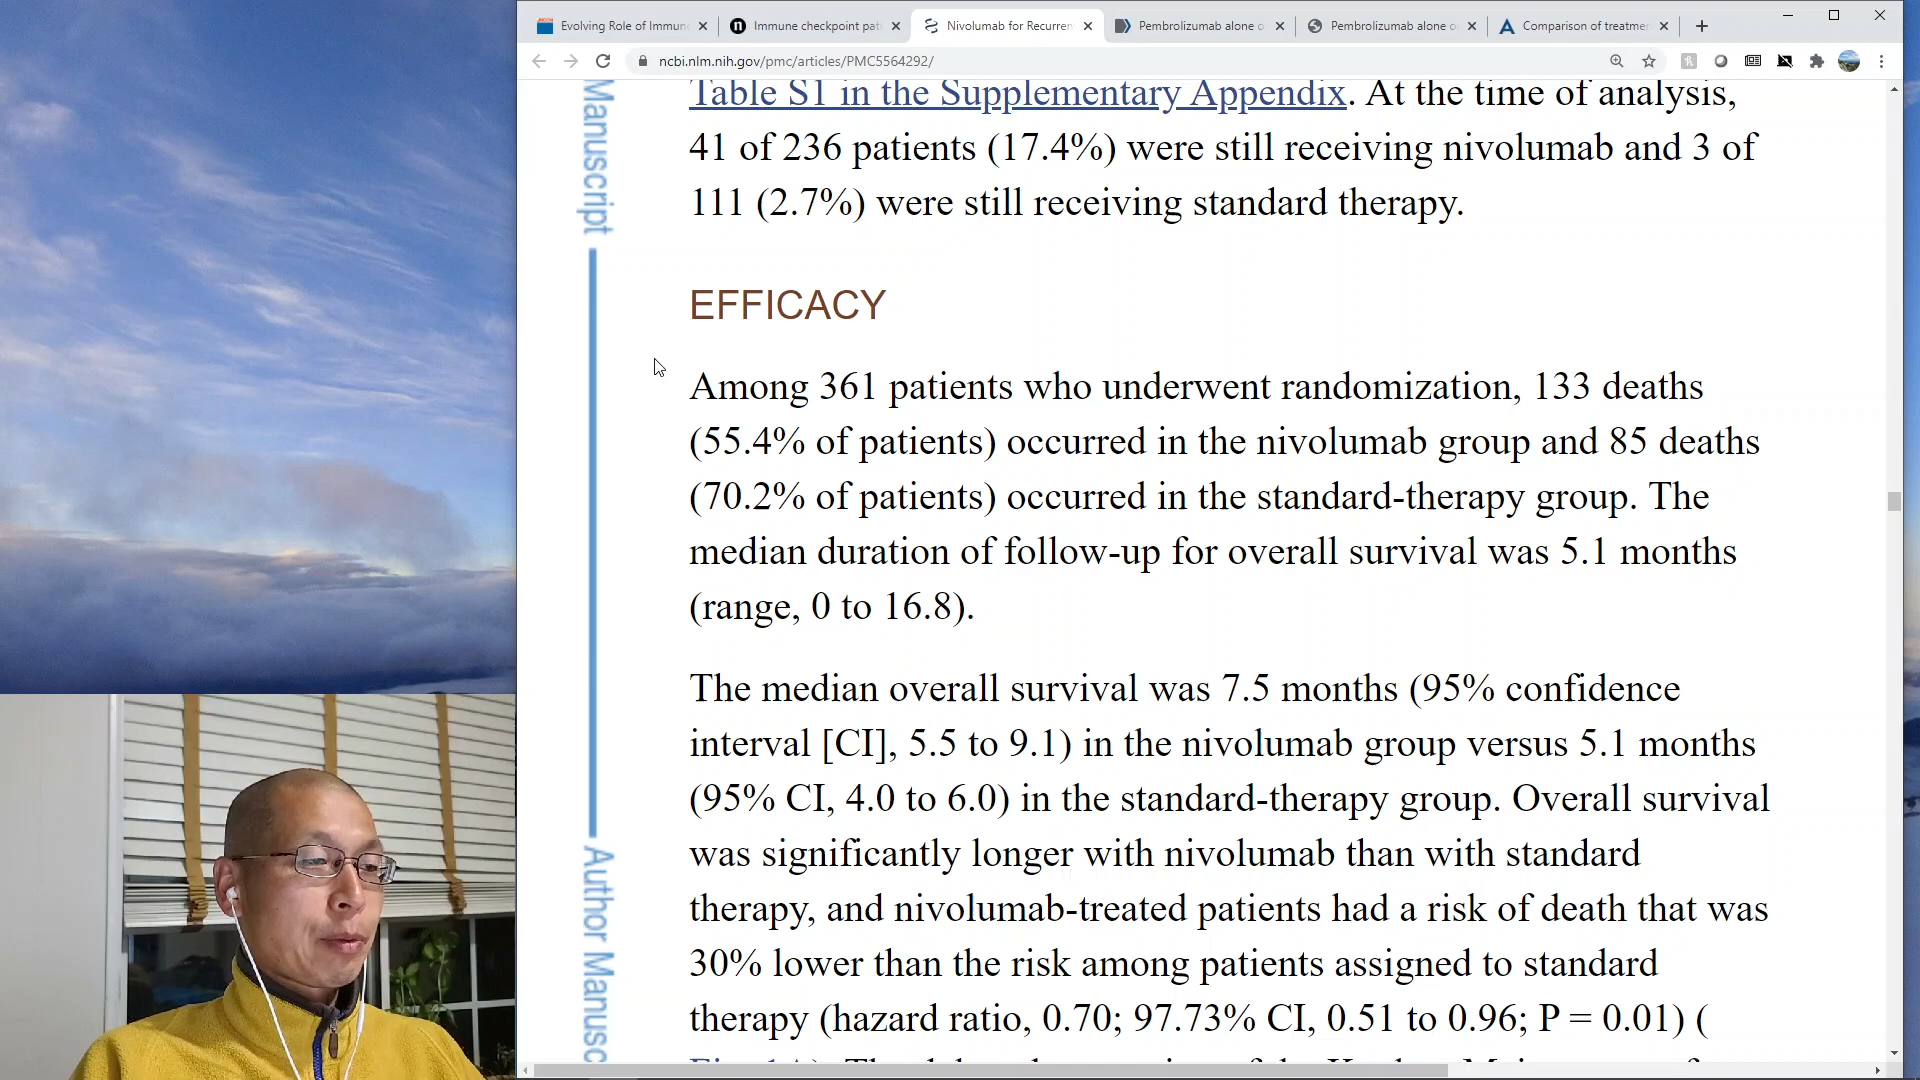 Evolving Role of Immun
Immune checkpoint pat
Nivolumab for Recurren
Pembrolizumab alone o
Pembrolizumab alone o
Comparison of treatmen
ncbi.nlm.nih.gov/pmc/articles/PMC5564292/
Manuscript
Author Manusc
Table S1 in the Supplementary Appendix. At the time of analysis,
41 of 236 patients (17.4%) were still receiving nivolumab and 3 of
111 (2.7%) were still receiving standard therapy.
EFFICACY
Among 361 patients who underwent randomization, 133 deaths
(55.4% of patients) occurred in the nivolumab group and 85 deaths
(70.2% of patients) occurred in the standard-therapy group. The
median duration of follow-up for overall survival was 5.1 months
(range, 0 to 16.8).
The median overall survival was 7.5 months (95% confidence
interval [CI], 5.5 to 9.1) in the nivolumab group versus 5.1 months
(95% CI, 4.0 to 6.0) in the standard-therapy group. Overall survival
was significantly longer with nivolumab than with standard
therapy, and nivolumab-treated patients had a risk of death that was
30% lower than the risk among patients assigned to standard
therapy (hazard ratio, 0.70; 97.73% CI, 0.51 to 0.96; P = 0.01) (